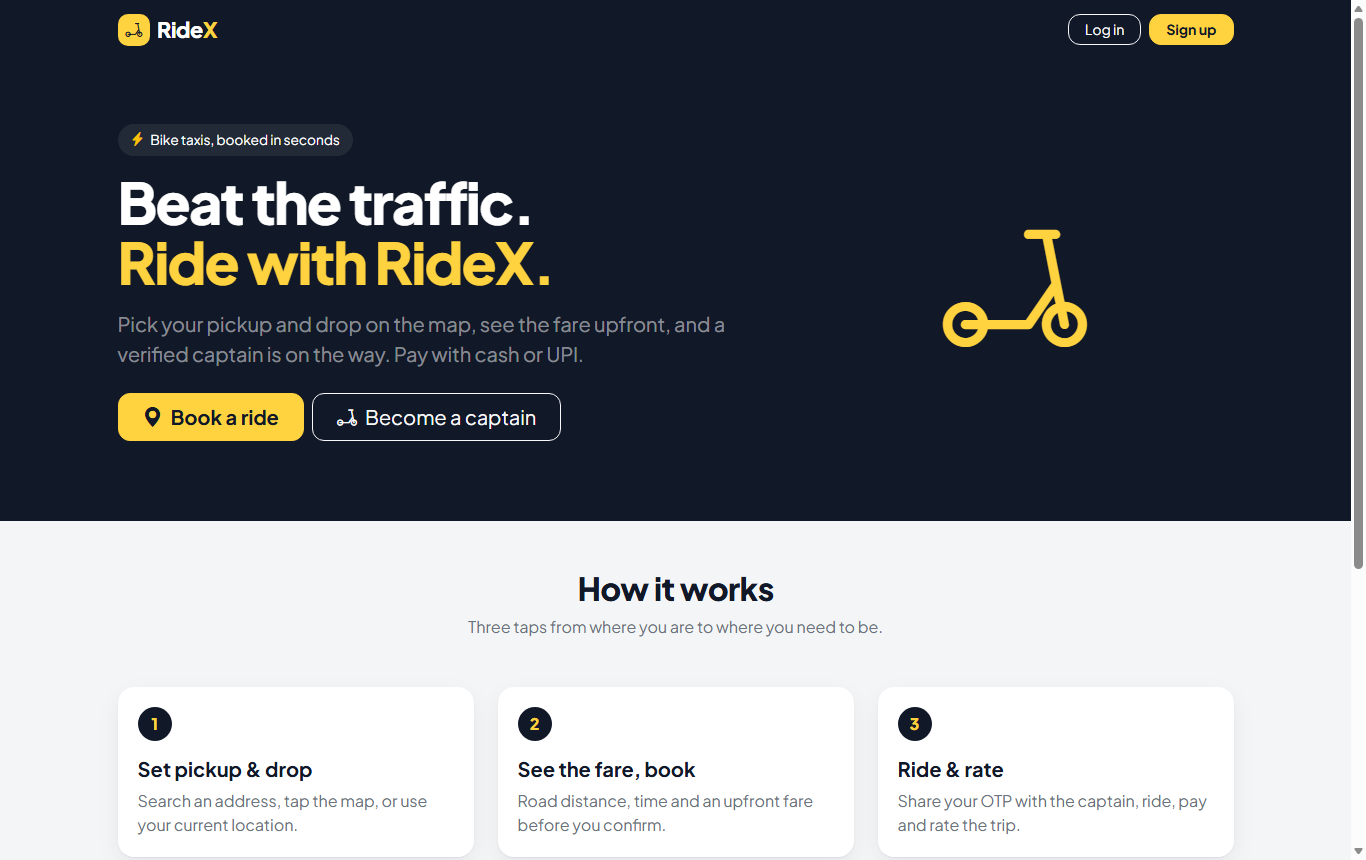 RideX
Log in
Sign up
Bike taxis, booked in seconds
Beat the traffic.
Ride with RideX.
Pick your pickup and drop on the map, see the fare upfront, and a
verified captain is on the way. Pay with cash or UPI.
Book a ride
Become a captain
How it works
Three taps from where you are to where you need to be.
1
Set pickup & drop
Search an address, tap the map, or use
your current location.
2
See the fare, book
Road distance, time and an upfront fare
before you confirm.
3
Ride & rate
Share your OTP with the captain, ride, pay
and rate the trip.